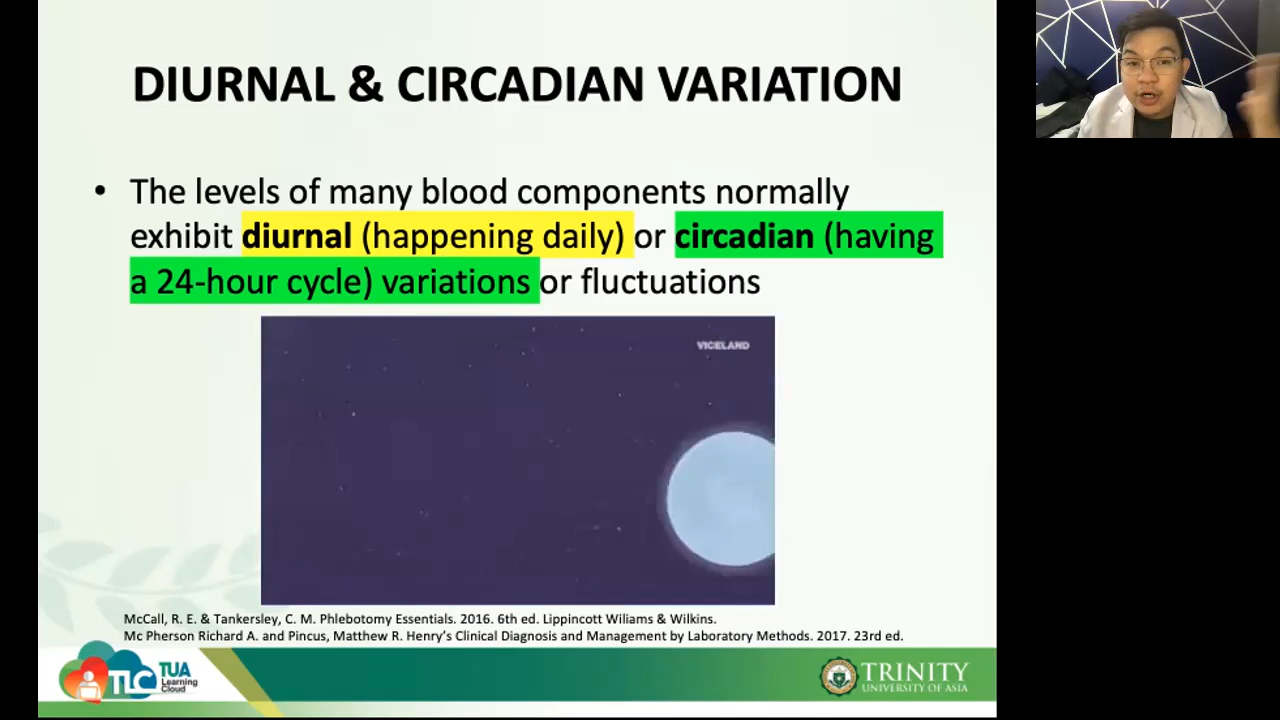 DIURNAL & CIRCADIAN VARIATION
• The levels of many blood components normally
exhibit diurnal (happening daily) or circadian (having
a 24-hour cycle) variations or fluctuations
VICELAND
McCall, R. E. & Tankersley, C. M. Phlebotomy Essentials. 2016. 6th ed. Lippincott Wiliams & Wilkins.
Mc Pherson Richard A. and Pincus, Matthew R. Henry's Clinical Diagnosis and Management by Laboratory Methods. 2017. 23rd ed.
TLC
TUA
Learning
Cloud
TRINITY
UNIVERSITY OF ASIA